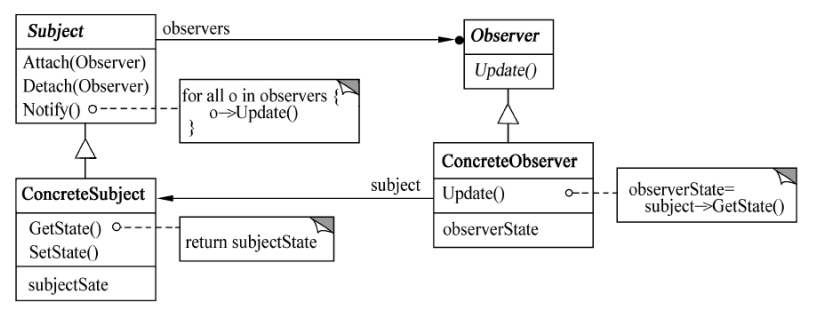 Subject
Attach(Observer)
Detach(Observer)
Notify()
observers
Observer
Update()
for all o in observers {
o→Update()
}
ConcreteSubject
GetState()
SetState()
subjectSate
return subjectState
subject
ConcreteObserver
Update()
observerState
observerState=
subject→GetState()